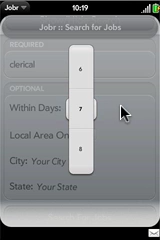 Jobr 10:19
Jobr :: Search for Jobs
REQUIRED
clerical
6
OPTIONAL
Within Days: 7
Local Area On
8
City: Your City
State: Your State